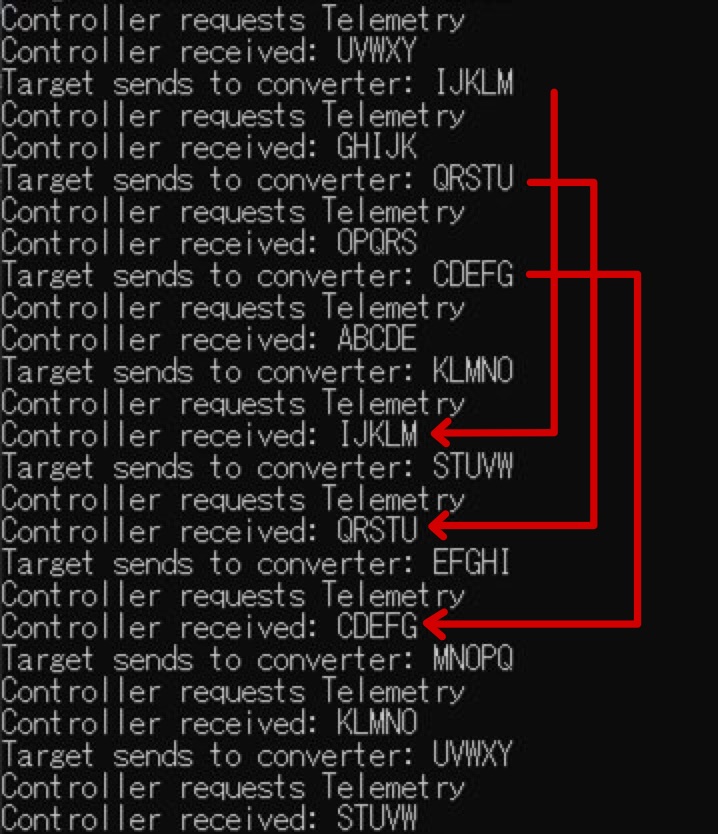 Controller requests Telemetry
Controller received: UVWXY
Target sends to converter: IJKLM
Controller requests Telemetry
Controller received: GHIJK
Target sends to converter: QRSTU
Controller requests Telemetry
Controller received: OPQRS
Target sends to converter: CDEFG
Controller requests Telemetry
Controller received: ABCDE
Target sends to converter: KLMNO
Controller requests Telemetry
Controller received: IJKLM
Target sends to converter: STUVW
Controller requests Telemetry
Controller received: QRSTU
Target sends to converter: EFGHI
Controller requests Telemetry
Controller received: CDEFG
Target sends to converter: MNOPQ
Controller requests Telemetry
Controller received: KLMNO
Target sends to converter: UVWXY
Controller requests Telemetry
Controller received: STUVW